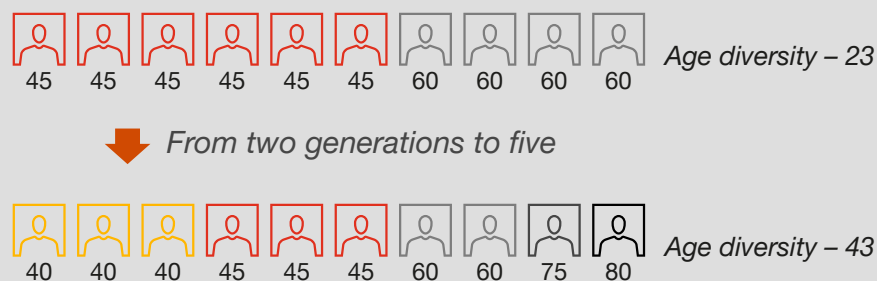 45 45 45 45 45 45 60 60 60 60 Age diversity – 23
From two generations to five
40 40 40 45 45 45 60 60 75 80 Age diversity – 43